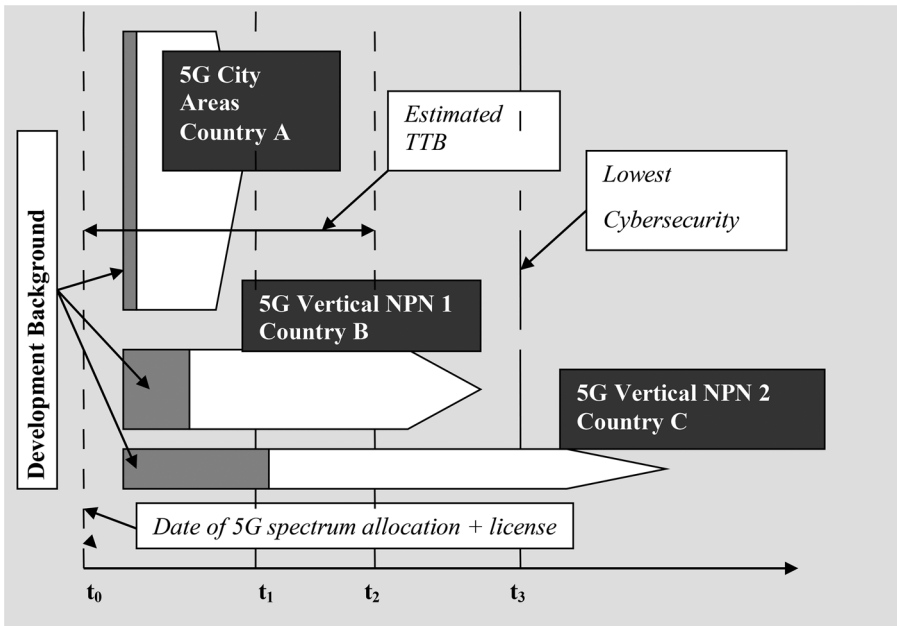 5G City
Areas
Country A
Estimated
TTB
Lowest
Cybersecurity
Development Background
5G Vertical NPN 1
Country B
5G Vertical NPN 2
Country C
Date of 5G spectrum allocation + license
t0 t1 t2 t3